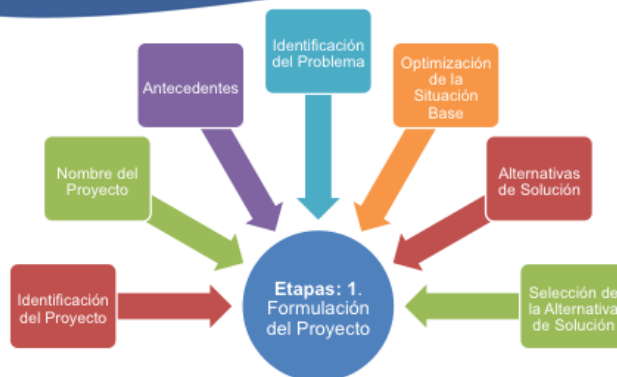 Identificación
del Proyecto
Nombre del
Proyecto
Antecedentes
Identificación
del Problema
Optimización
de la
Situación
Base
Alternativas
de Solución
Selección de
la Alternativa
de Solución
Etapas: 1.
Formulación
del Proyecto